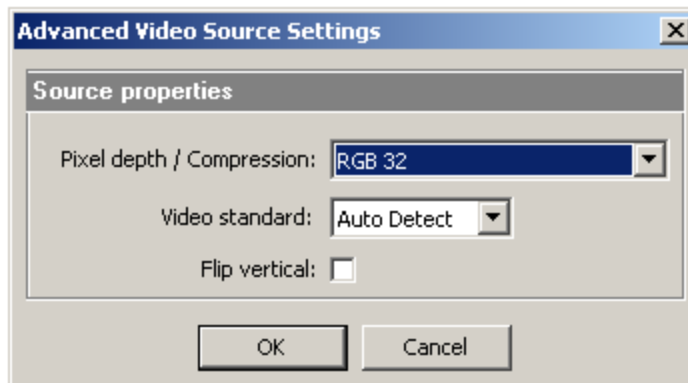 Advanced Video Source Settings
Source properties
Pixel depth / Compression: RGB 32
Video standard: Auto Detect
Flip vertical:
OK Cancel